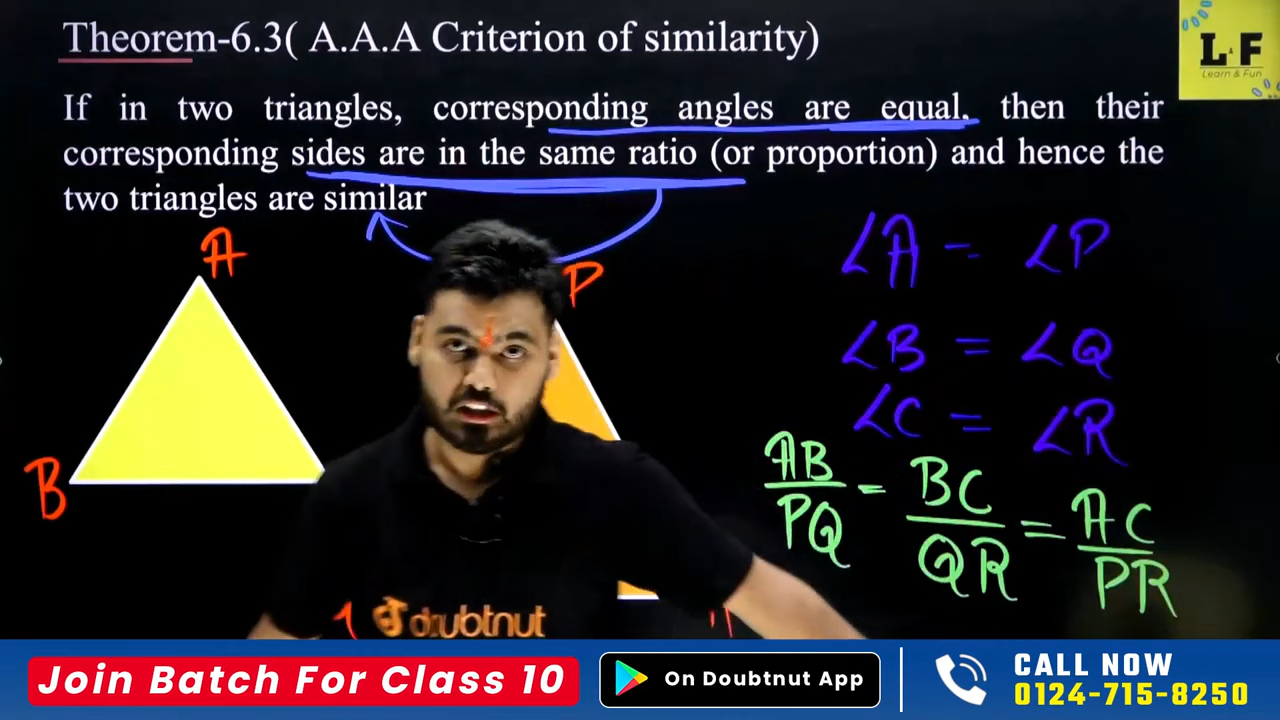 Theorem-6.3( A.A.A Criterion of similarity)
L & F
Learn & Fun
If in two triangles, corresponding angles are equal, then their
corresponding sides are in the same ratio (or proportion) and hence the
two triangles are similar
A
P
B
∠A = ∠P
∠B = ∠Q
∠C = ∠R
AB/PQ = BC/QR = AC/PR
doubtnut
Join Batch For Class 10
On Doubtnut App
CALL NOW
0124-715-8250